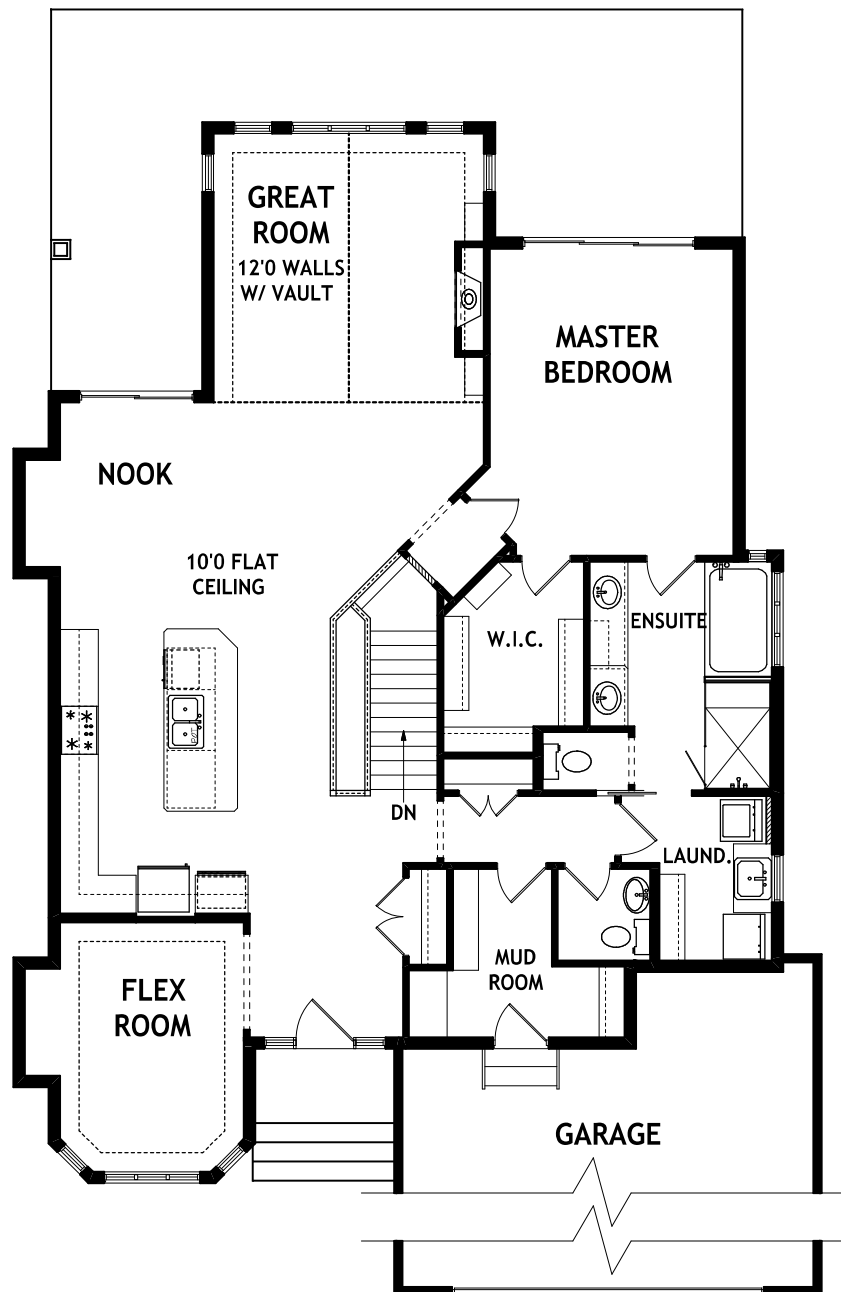 GREAT
ROOM
12'0 WALLS
W/ VAULT
MASTER
BEDROOM
NOOK
10'0 FLAT
CEILING
W.I.C.
ENSUITE
DN
LAUND.
MUD
ROOM
FLEX
ROOM
GARAGE